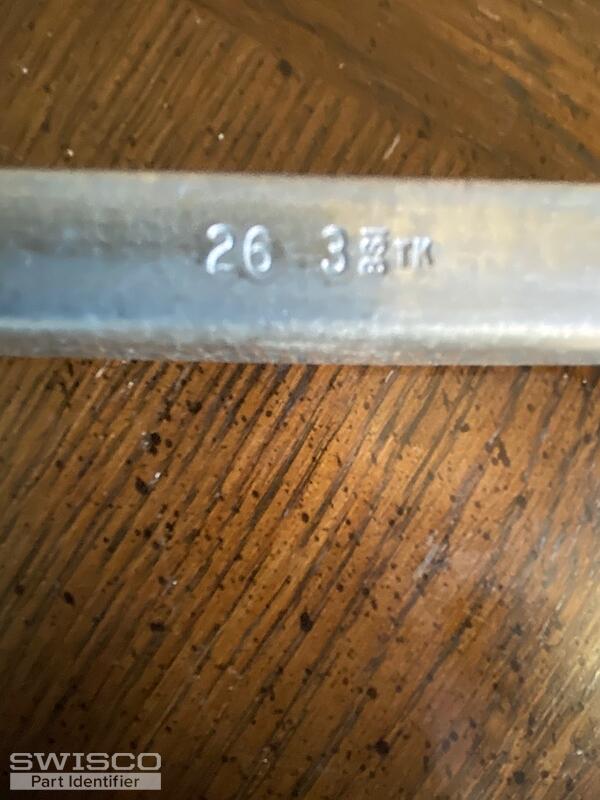 26 3 TK
SWISCO
Part Identifier